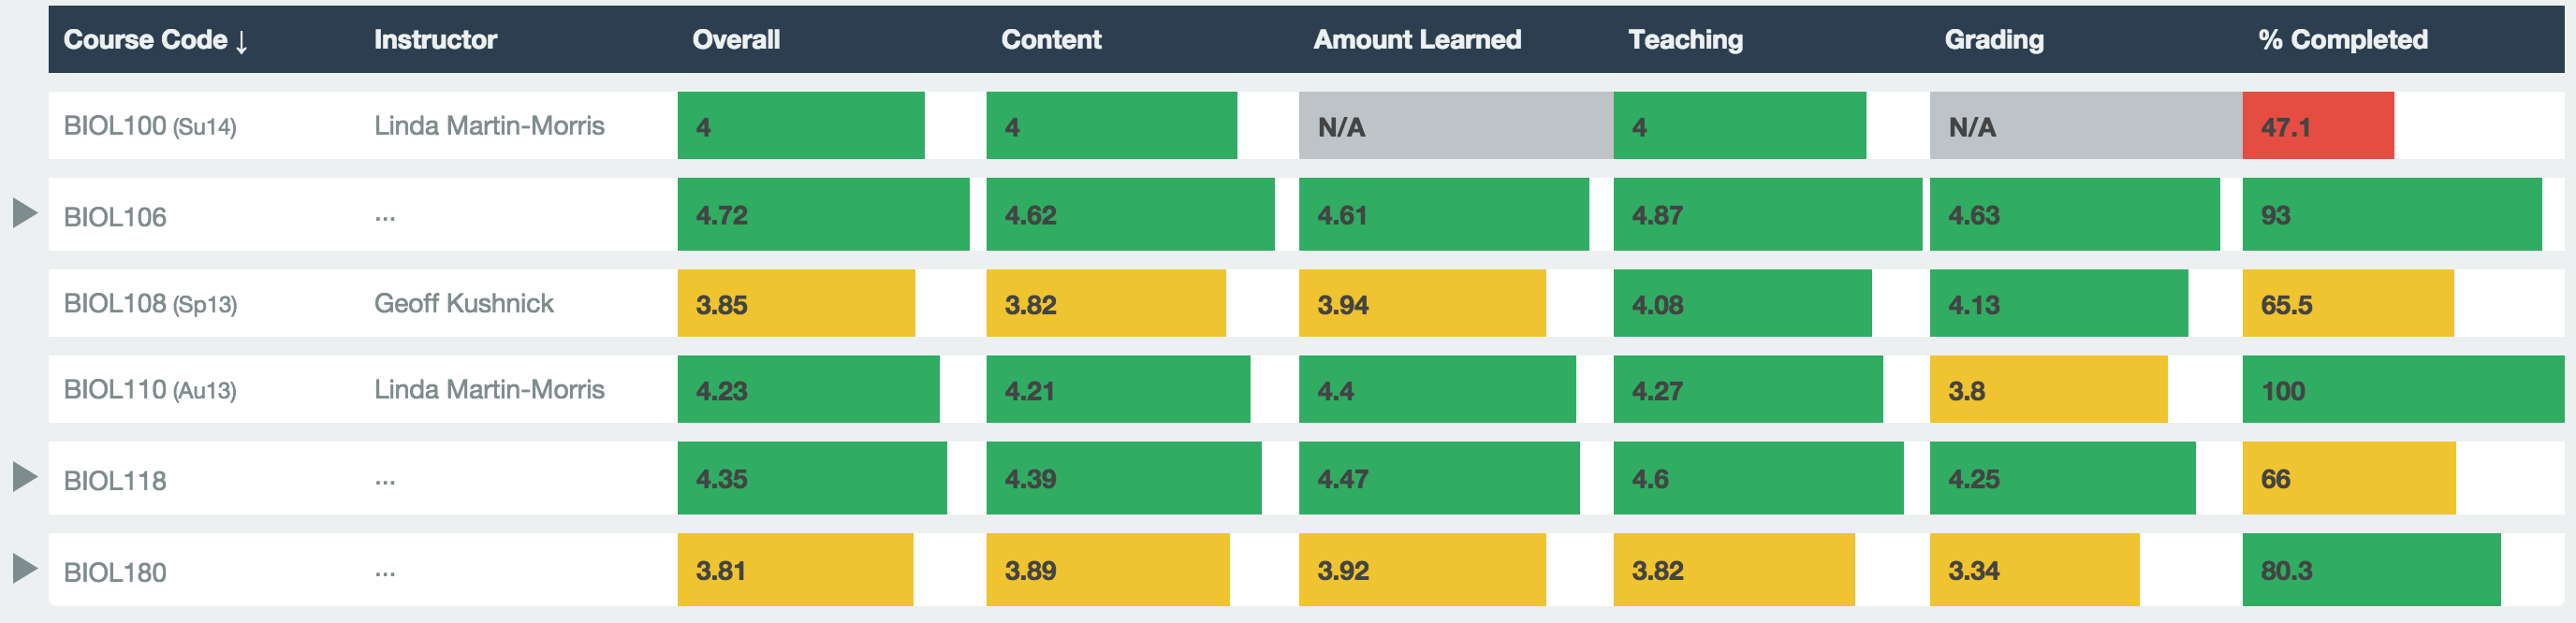 Course Code ↓ Instructor Overall Content Amount Learned Teaching Grading % Completed
BIOL100 (Su14) Linda Martin-Morris 4 4 N/A 4 N/A 47.1
BIOL106 ... 4.72 4.62 4.61 4.87 4.63 93
BIOL108 (Sp13) Geoff Kushnick 3.85 3.82 3.94 4.08 4.13 65.5
BIOL110 (Au13) Linda Martin-Morris 4.23 4.21 4.4 4.27 3.8 100
BIOL118 ... 4.35 4.39 4.47 4.6 4.25 66
BIOL180 ... 3.81 3.89 3.92 3.82 3.34 80.3